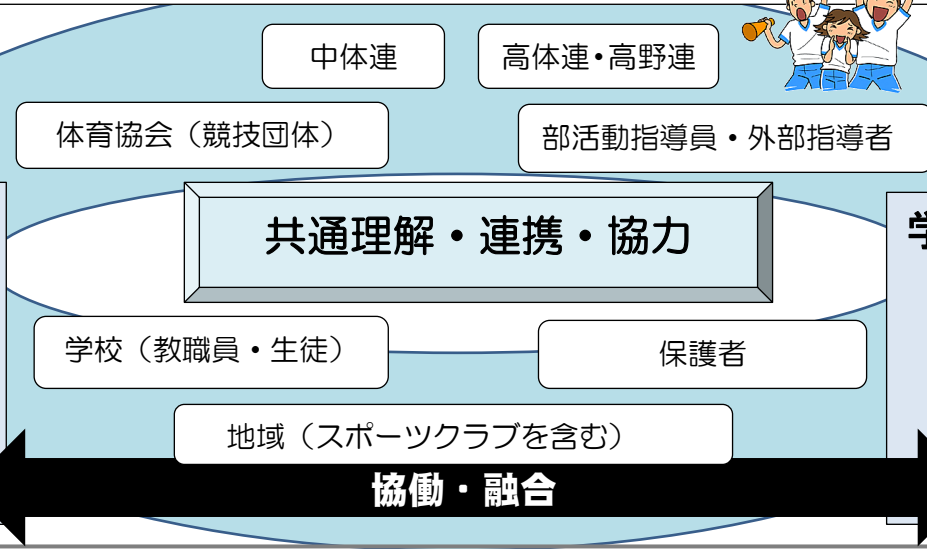 中体連
高体連・高野連
体育協会（競技団体）
部活動指導員・外部指導者
共通理解・連携・協力
学校（教職員・生徒）
保護者
地域（スポーツクラブを含む）
協働・融合